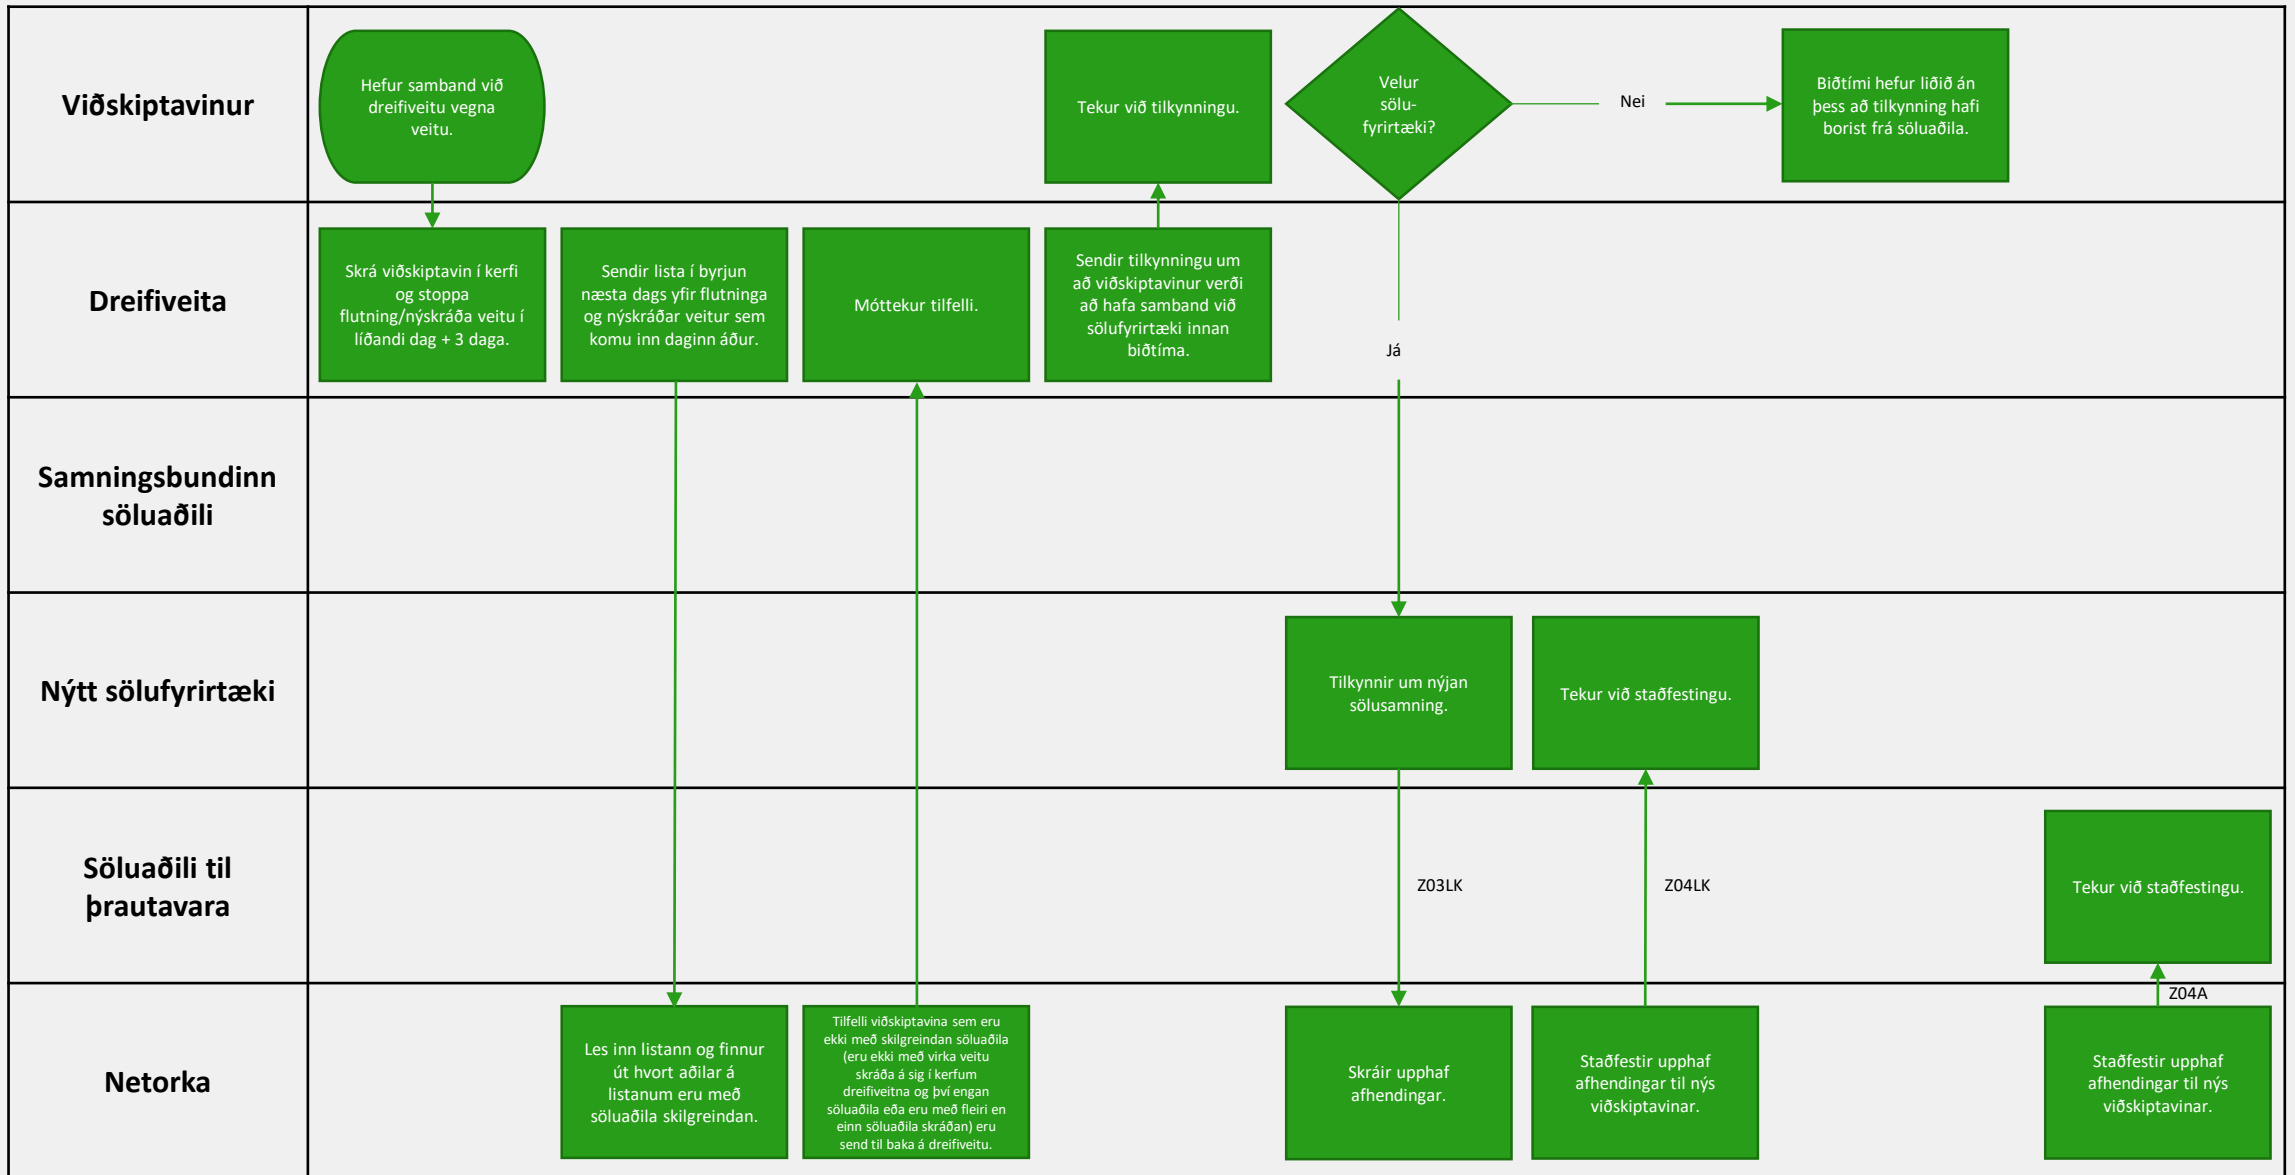 Viðskiptavinur
Hefur samband við
dreifiveitu vegna
veitu.
Tekur við tilkynningu.
Velur
sölu-
fyrirtæki?
Nei
Biðtími hefur liðið án
þess að tilkynning hafi
borist frá söluaðila.
Dreifiveita
Skrá viðskiptavin í kerfi
og stoppa
flutning/nýskráða veitu í
líðandi dag + 3 daga.
Sendir lista í byrjun
næsta dags yfir flutninga
og nýskráðar veitur sem
komu inn daginn áður.
Móttekur tilfelli.
Sendir tilkynningu um
að viðskiptavinur verði
að hafa samband við
sölufyrirtæki innan
biðtíma.
Já
Samningsbundinn
söluaðili
Nýtt sölufyrirtæki
Tilkynnir um nýjan
sölusamning.
Tekur við staðfestingu.
Söluaðili til
þrautavara
Z03LK
Z04LK
Tekur við staðfestingu.
Z04A
Netorka
Les inn listann og finnur
út hvort aðilar á
listanum eru með
söluaðila skilgreindan.
Tilfelli viðskiptavina sem eru
ekki með skilgreindan söluaðila
(eru ekki með virka veitu
skráða á sig í kerfum
dreifiveitna og því engan
söluaðila eða eru með fleiri en
einn söluaðila skráðan) eru
send til baka á dreifiveitu.
Skráir upphaf
afhendingar.
Staðfestir upphaf
afhendingar til nýs
viðskiptavinar.
Staðfestir upphaf
afhendingar til nýs
viðskiptavinar.